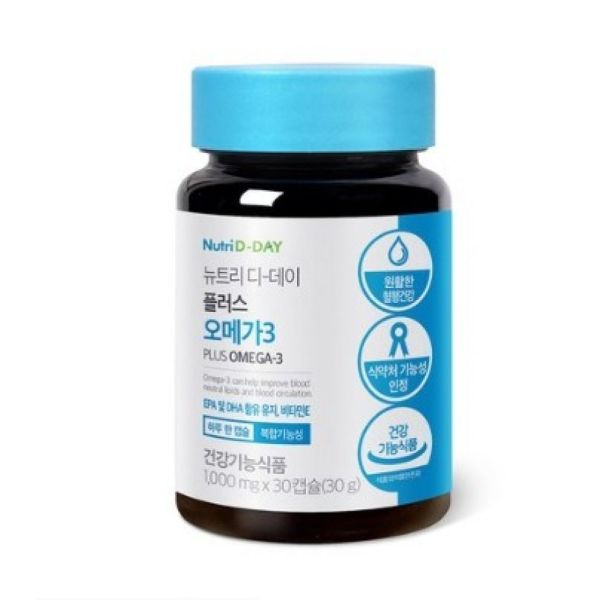 Nutri D-DAY
뉴트리 디-데이
플러스
오메가3
PLUS OMEGA-3
Omega-3 can help improve blood
neutral lipids and blood circulation.
EPA 및 DHA 함유 유지, 비타민E
하루 한 캡슐 복합기능성
건강기능식품
1,000 mg x 30캡슐(30 g)
원활한
혈행건강
식약처 기능성
인정
건강
기능식품